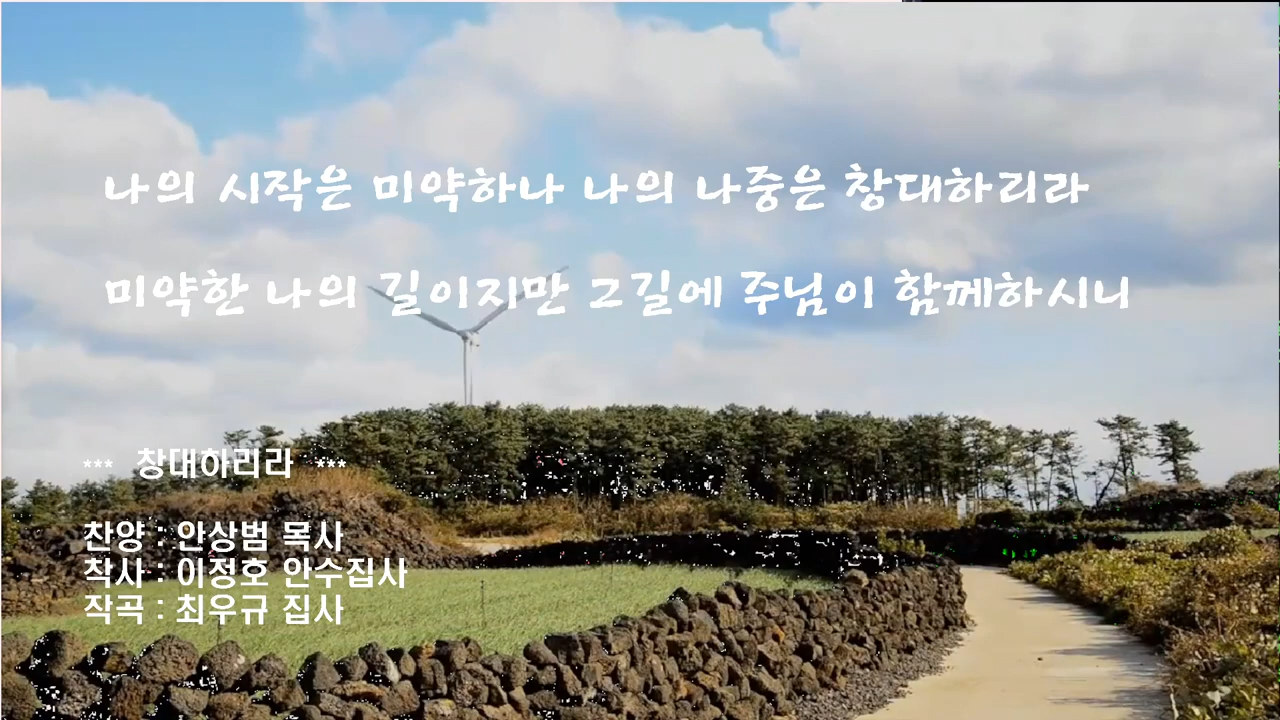 나의 시작은 미약하나 나의 나중은 창대하리라
미약한 나의 길이지만 그길에 주님이 함께하시니
*** 창대하리라 ***
찬양 : 안상범 목사
착사 : 이정호 안수집사
작곡 : 최우규 집사